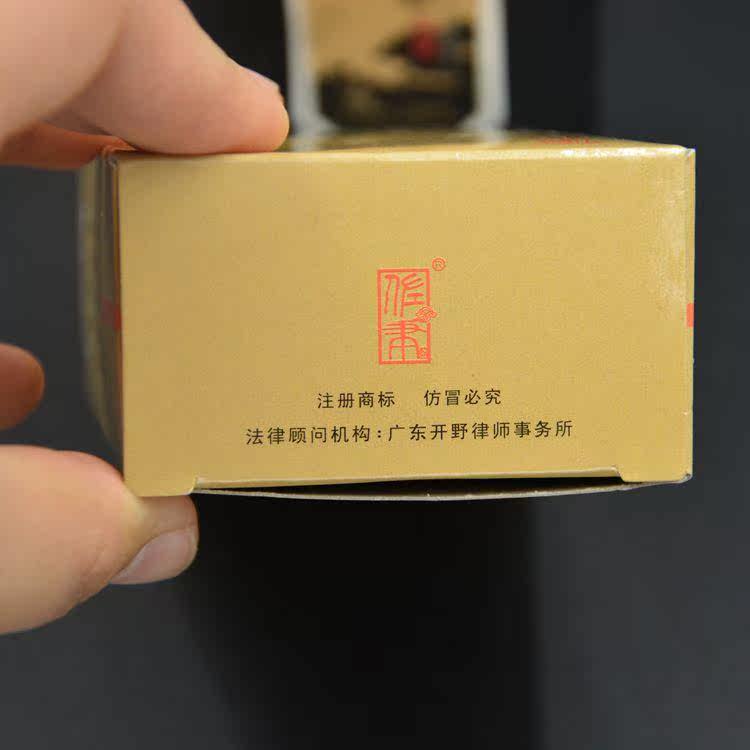 ®
注册商标 仿冒必究
法律顾问机构：广东开野律师事务所